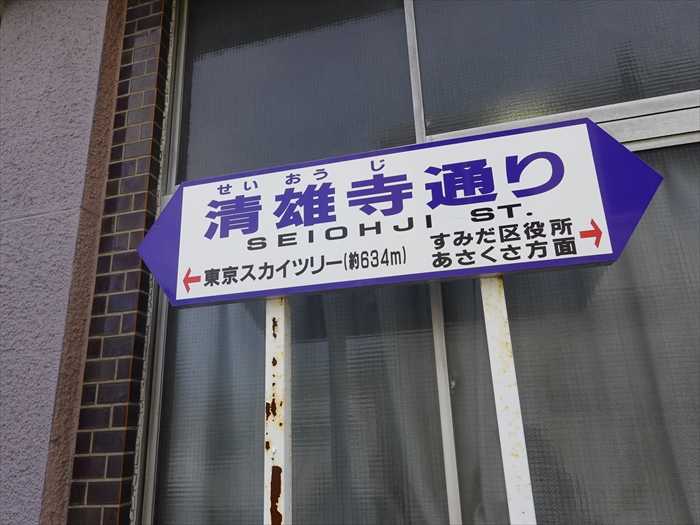 せいおうじ
清雄寺通り
SEIOHJI ST.
←東京スカイツリー(約634m)
すみだ区役所
あさくさ方面→